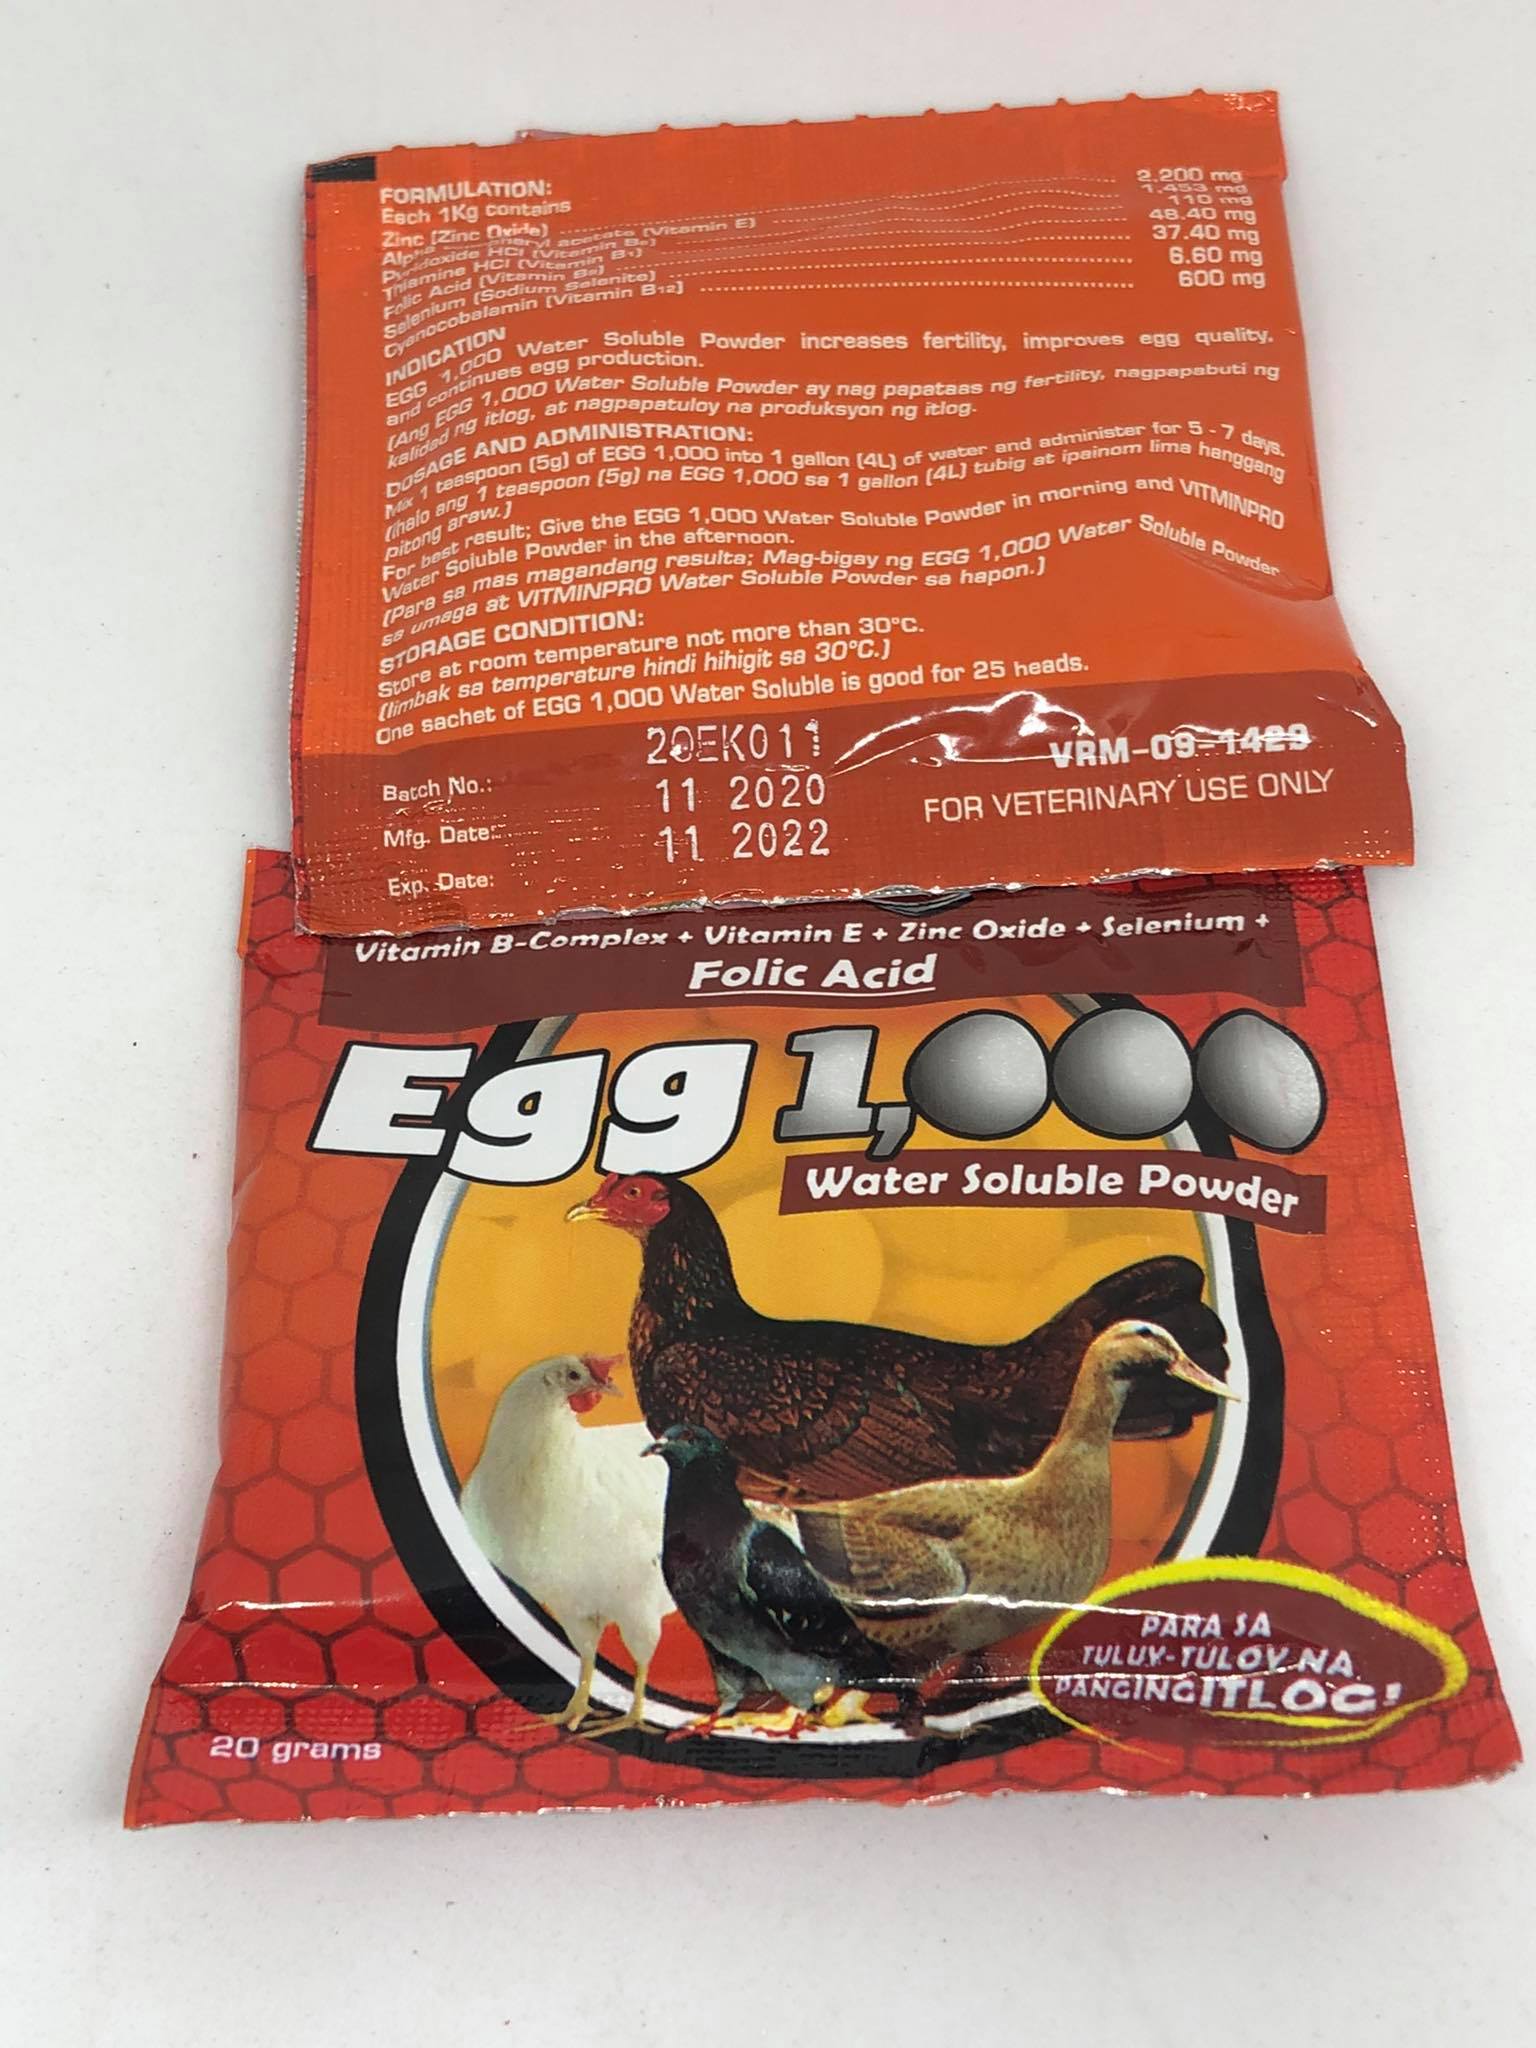 FORMULATION:
Each 1Kg contains
Zinc (Zinc Oxide) 2,200 mg
acetate (Vitamin E) 1,453 mg
Pyridoxide HCl (Vitamin B₆) 110 mg
Thiamine HCl (Vitamin B₁) 48.40 mg
Folic Acid (Vitamin B₉) 37.40 mg
Selenium (Sodium Selenite) 6.60 mg
Cyanocobalamin (Vitamin B₁₂) 600 mg
INDICATION
EGG 1,000 Water Soluble Powder increases fertility, improves egg quality,
and continues egg production.
(Ang EGG 1,000 Water Soluble Powder ay nag papataas ng fertility, nagpapabuti ng
kalidad ng itlog, at nagpapatuloy na produksyon ng itlog.
DOSAGE AND ADMINISTRATION:
Mix 1 teaspoon (5g) of EGG 1,000 into 1 gallon (4L) of water and administer for 5 - 7 days.
(Ihalo ang 1 teaspoon (5g) na EGG 1,000 sa 1 gallon (4L) tubig at ipainom lima hanggang
pitong araw.)
For best result; Give the EGG 1,000 Water Soluble Powder in morning and VITMINPRO
Water Soluble Powder in the afternoon.
(Para sa mas magandang resulta; Mag-bigay ng EGG 1,000 Water Soluble Powder
sa umaga at VITMINPRO Water Soluble Powder sa hapon.)
STORAGE CONDITION:
Store at room temperature not more than 30°C.
(Iimbak sa temperature hindi hihigit sa 30°C.)
One sachet of EGG 1,000 Water Soluble is good for 25 heads.
Batch No.: 20EK011
Mfg. Date: 11 2020
Exp. Date: 11 2022
VRM-09-1429
FOR VETERINARY USE ONLY
Vitamin B-Complex + Vitamin E + Zinc Oxide + Selenium +
Folic Acid
Egg 1,000
Water Soluble Powder
PARA SA
TULUY-TULOY NA
PANGINGITLOG!
20 grams